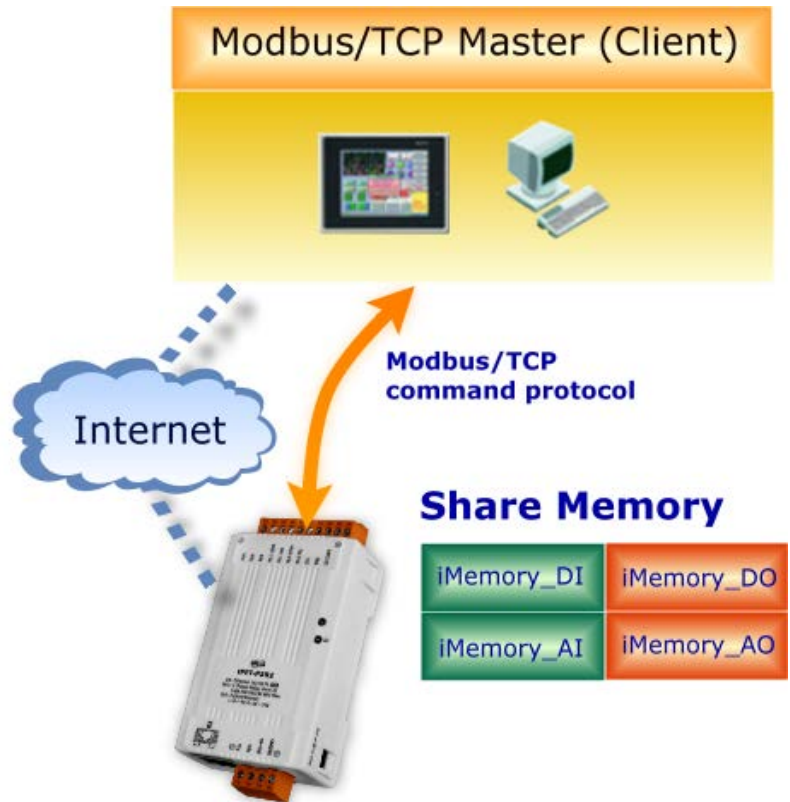 Modbus/TCP Master (Client)
Modbus/TCP
command protocol
Internet
Share Memory
iMemory_DI
iMemory_DO
iMemory_AI
iMemory_AO